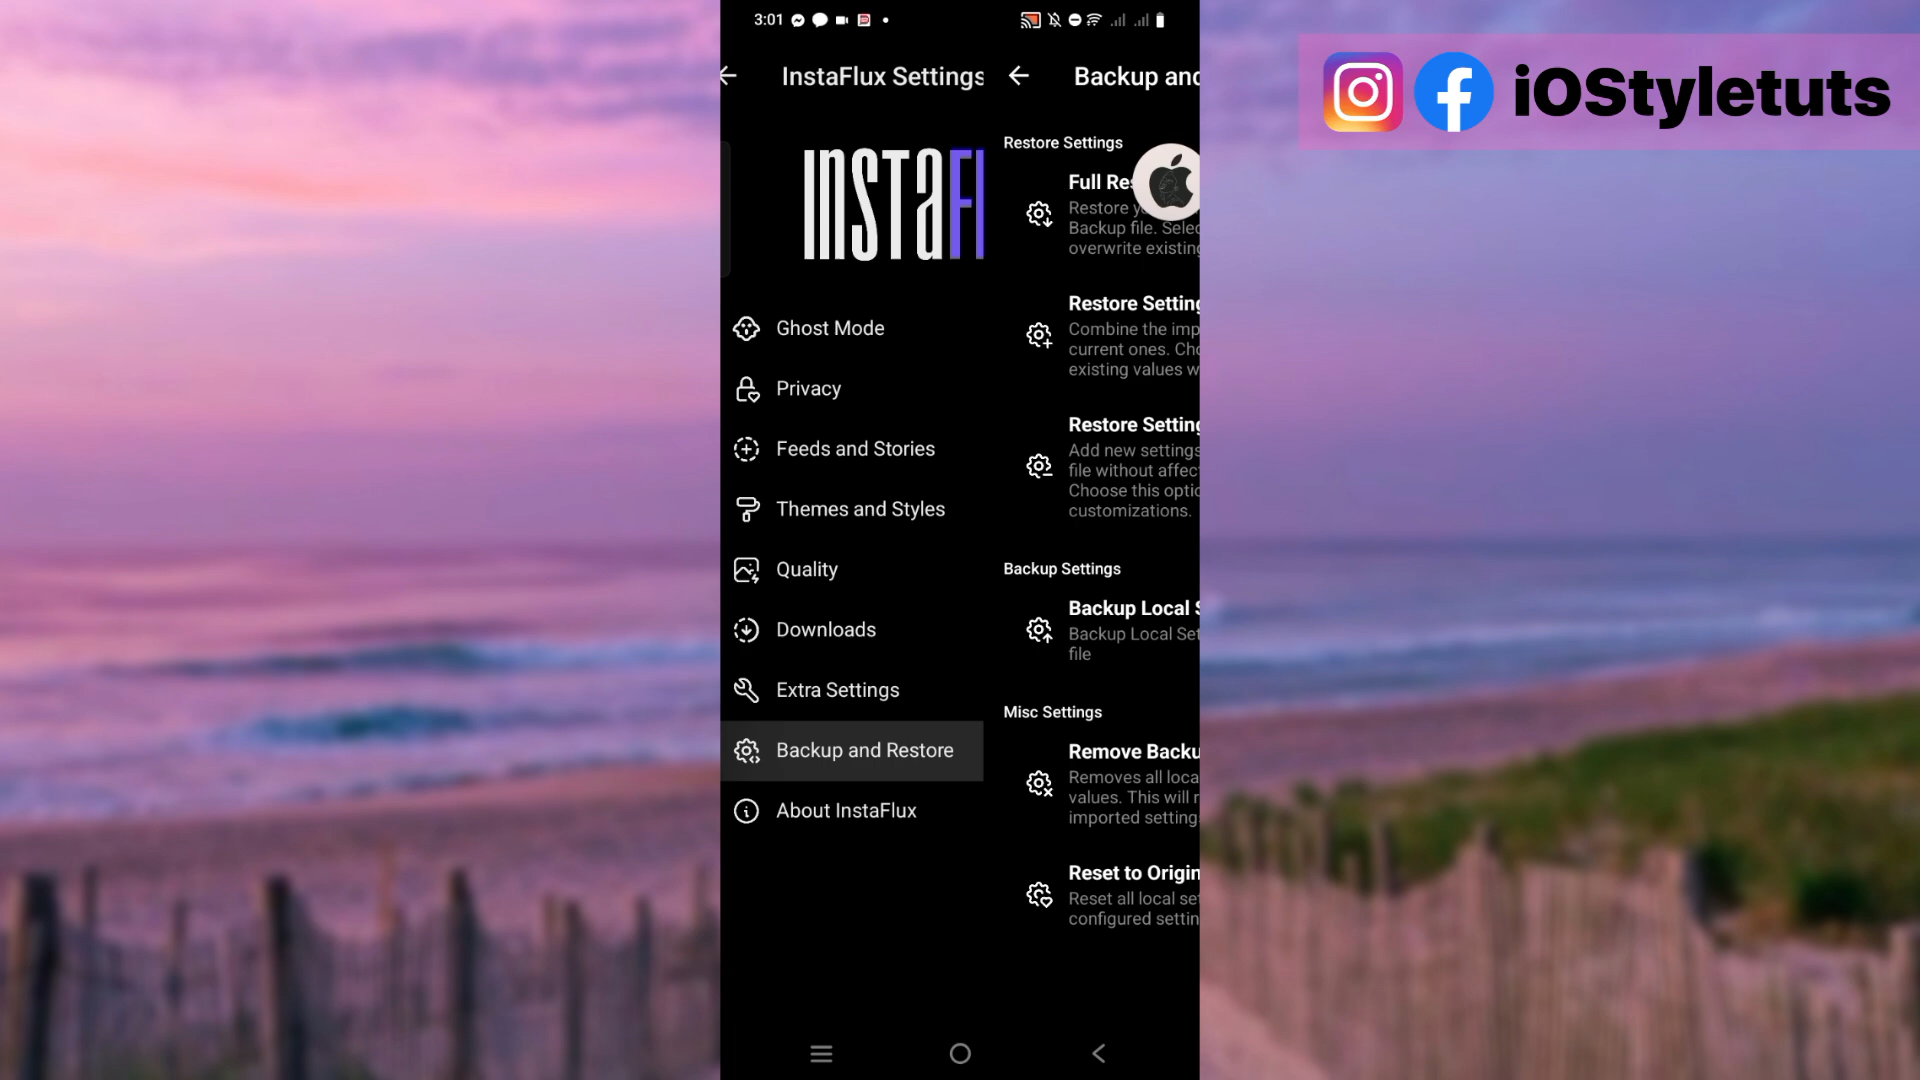 3:01
InstaFlux Settings
INSTAFl
Ghost Mode
Privacy
Feeds and Stories
Themes and Styles
Quality
Downloads
Extra Settings
Backup and Restore
About InstaFlux
Backup and
Restore Settings
Full Res
Restore y
Backup file. Selec
overwrite existing
Restore Setting
Combine the imp
current ones. Cho
existing values w
Restore Setting
Add new settings
file without affec
Choose this optio
customizations.
Backup Settings
Backup Local S
Backup Local Set
file
Misc Settings
Remove Backu
Removes all loca
values. This will r
imported setting
Reset to Origin
Reset all local se
configured settin
iOStyletuts